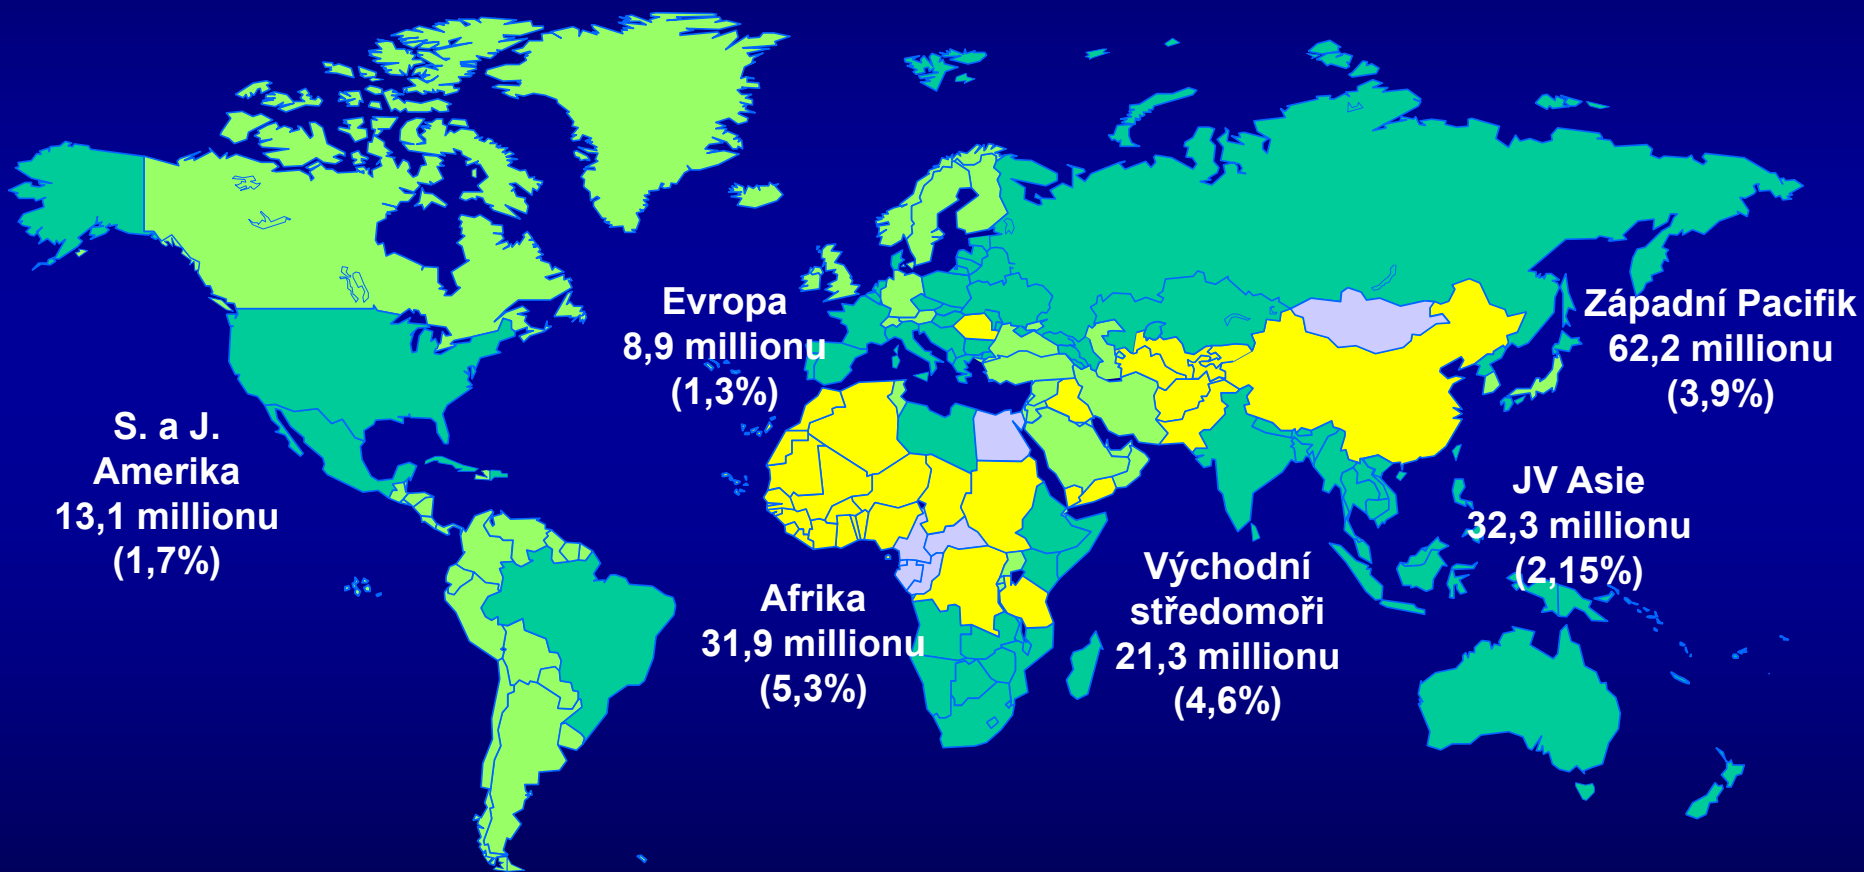 Evropa
8,9 millionu
(1,3%)
Západní Pacifik
62,2 millionu
(3,9%)
S. a J.
Amerika
13,1 millionu
(1,7%)
JV Asie
32,3 millionu
(2,15%)
Afrika
31,9 millionu
(5,3%)
Východní
středomoři
21,3 millionu
(4,6%)